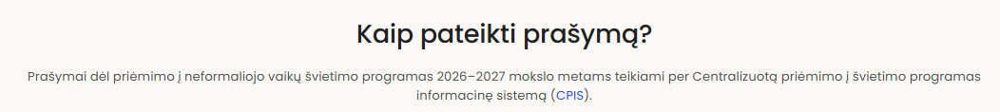 Kaip pateikti prašymą?
Prašymai dėl priėmimo į neformaliojo vaikų švietimo programas 2026–2027 mokslo metams teikiami per Centralizuotą priėmimo į švietimo programas
informacinę sistemą (CPIS).